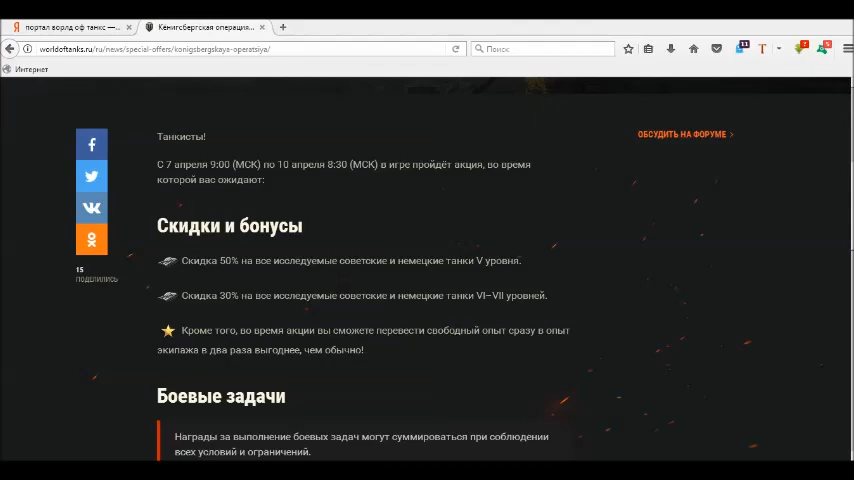 портал ворлд оф танкс —...
Кёнигсбергская операция...
worldoftanks.ru/ru/news/special-offers/konigsbergskaya-operatsiya/
Поиск
11
T
7
5
Интернет
Танкисты!
ОБСУДИТЬ НА ФОРУМЕ
С 7 апреля 9:00 (МСК) по 10 апреля 8:30 (МСК) в игре пройдёт акция, во время
которой вас ожидают:
Скидки и бонусы
15
ПОДЕЛИЛИСЬ
Скидка 50% на все исследуемые советские и немецкие танки V уровня.
Скидка 30% на все исследуемые советские и немецкие танки VI–VII уровней.
Кроме того, во время акции вы сможете перевести свободный опыт сразу в опыт
экипажа в два раза выгоднее, чем обычно!
Боевые задачи
Награды за выполнение боевых задач могут суммироваться при соблюдении
всех условий и ограничений.